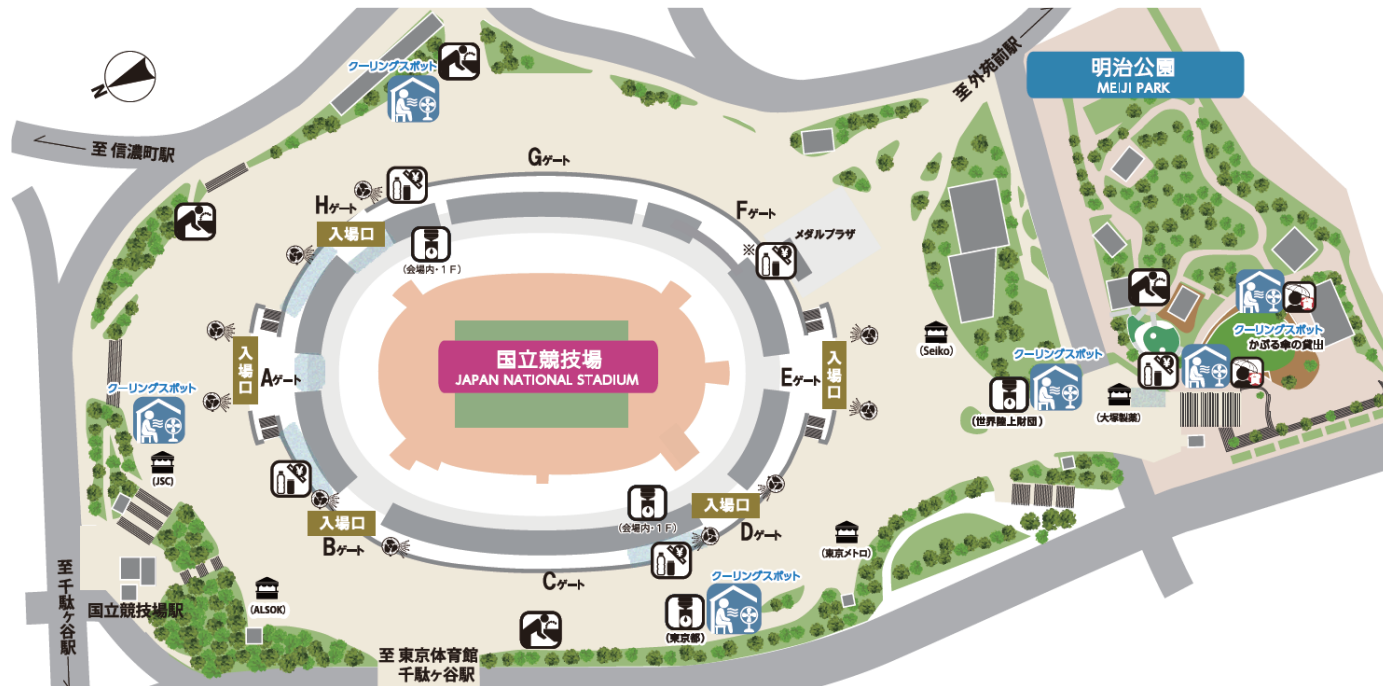 クーリングスポット
明治公園
MEIJI PARK
至 外苑前駅
N
至 信濃町駅
Gゲート
Hゲート
入場口
Fゲート
※
メダルプラザ
(会場内・1F)
クーリングスポット
かぶる傘の貸出
国立競技場
JAPAN NATIONAL STADIUM
入場口
Aゲート
Eゲート
入場口
(Seiko)
クーリングスポット
クーリングスポット
(世界陸上財団)
(大塚製薬)
(JSC)
入場口
Bゲート
(会場内・1F)
入場口
Dゲート
(東京メトロ)
Cゲート
クーリングスポット
(東京都)
至 千駄ヶ谷駅
国立競技場駅
(ALSOK)
至 東京体育館
千駄ヶ谷駅